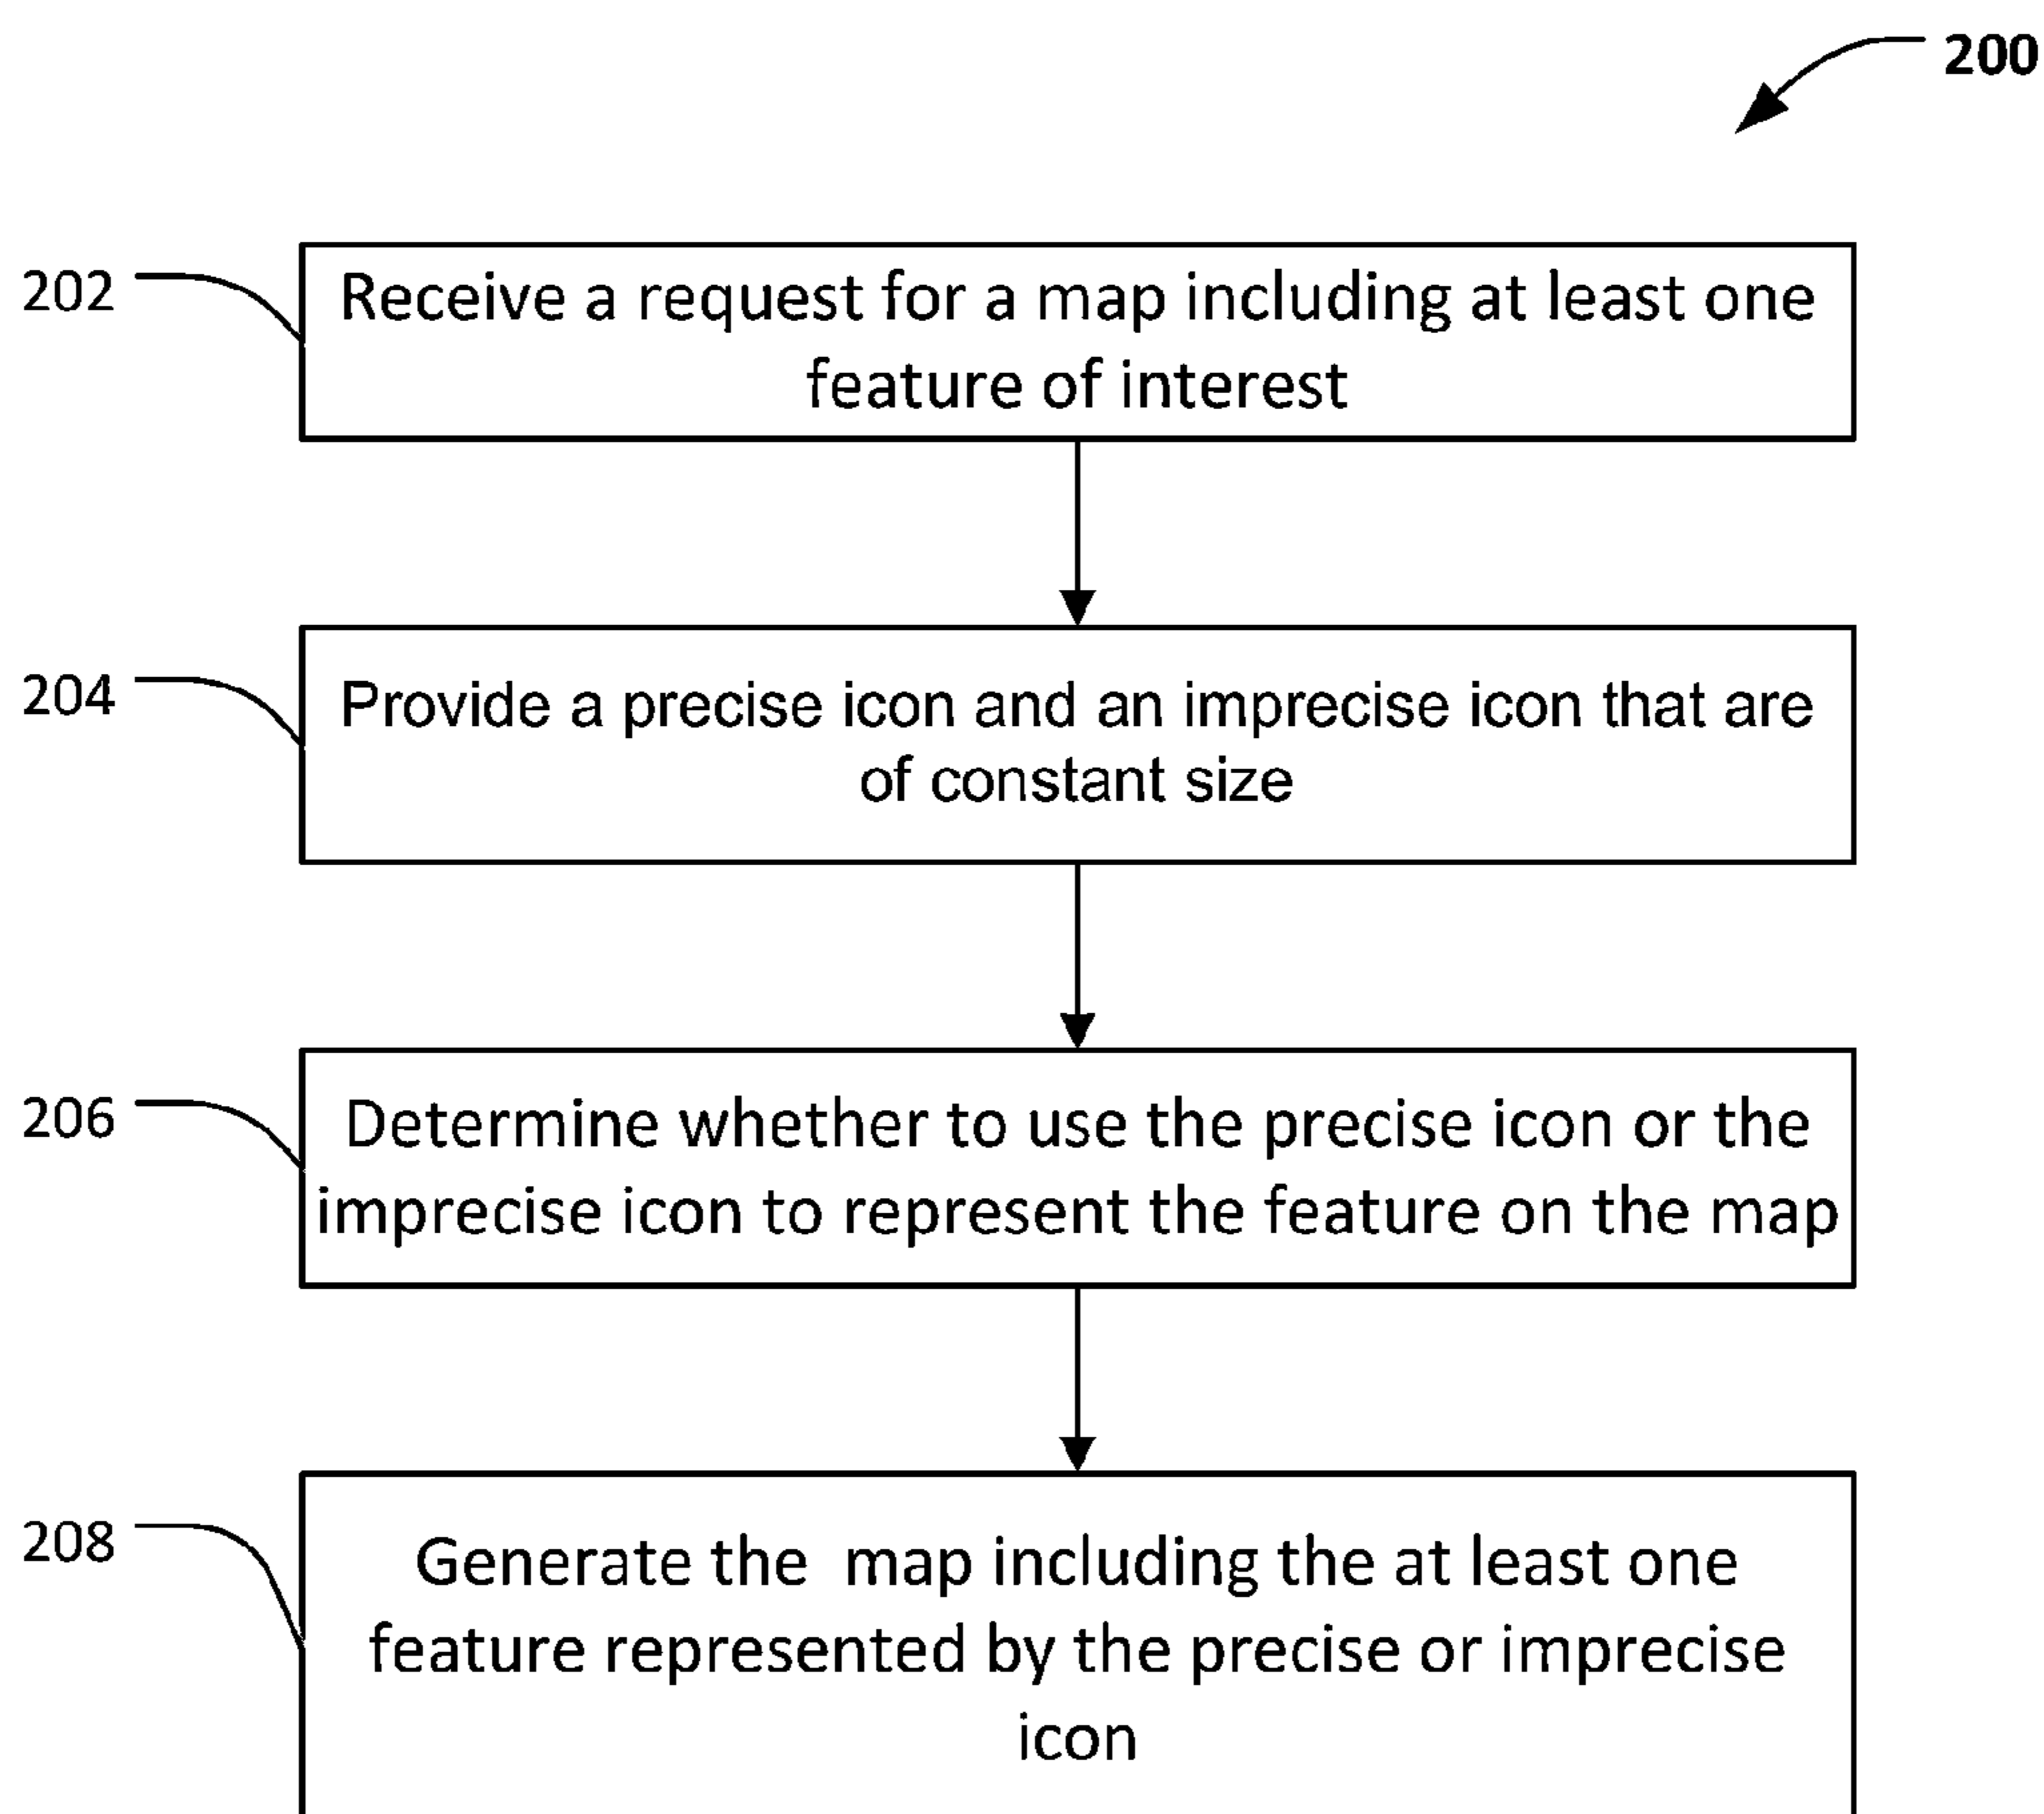 200
202
Receive a request for a map including at least one
feature of interest
204
Provide a precise icon and an imprecise icon that are
of constant size
206
Determine whether to use the precise icon or the
imprecise icon to represent the feature on the map
208
Generate the map including the at least one
feature represented by the precise or imprecise
icon